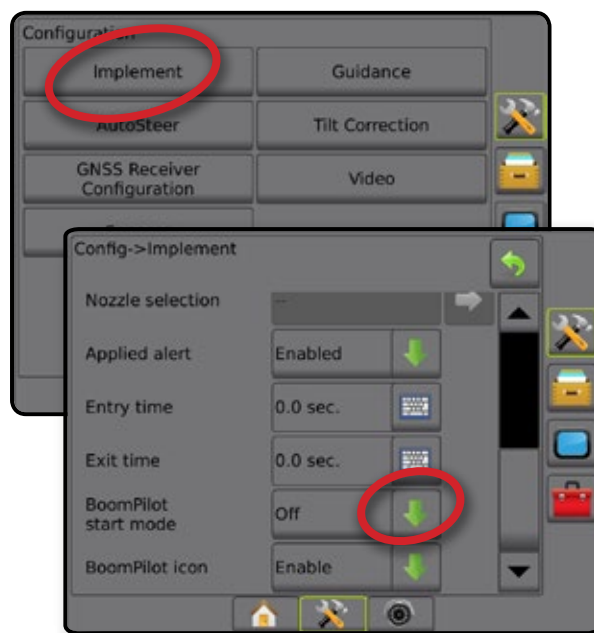 Configuration
Implement
Guidance
AutoSteer
Tilt Correction
GNSS Receiver
Configuration
Video
Config->Implement
Nozzle selection
--
Applied alert
Enabled
Entry time
0.0 sec.
Exit time
0.0 sec.
BoomPilot
start mode
Off
BoomPilot icon
Enable